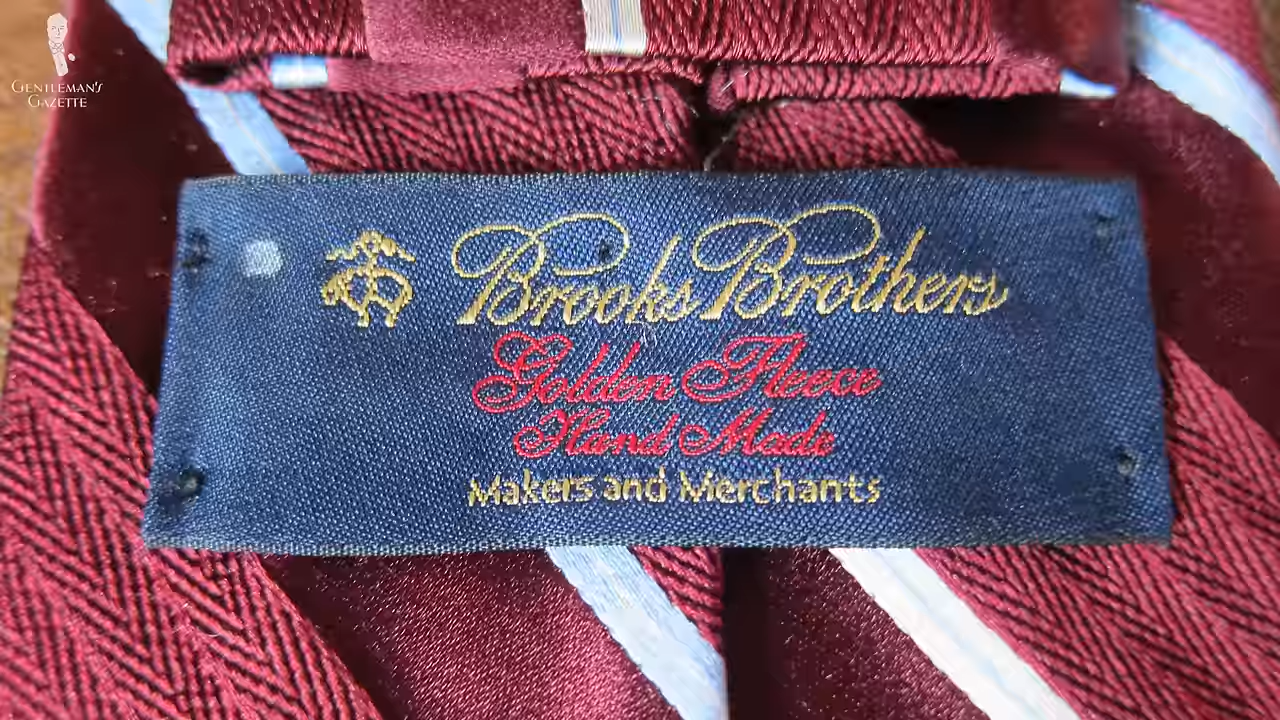 GENTLEMAN'S
GAZETTE
Brooks Brothers
Golden Fleece
Hand Made
Makers and Merchants